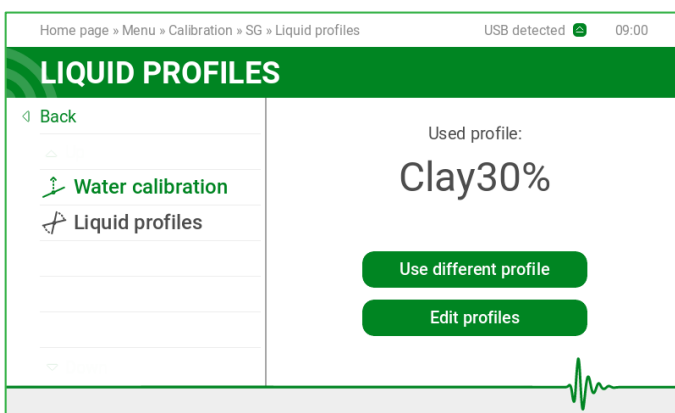 Home page » Menu » Calibration » SG » Liquid profiles
USB detected
09:00
LIQUID PROFILES
Back
Water calibration
Liquid profiles
Used profile:
Clay30%
Use different profile
Edit profiles